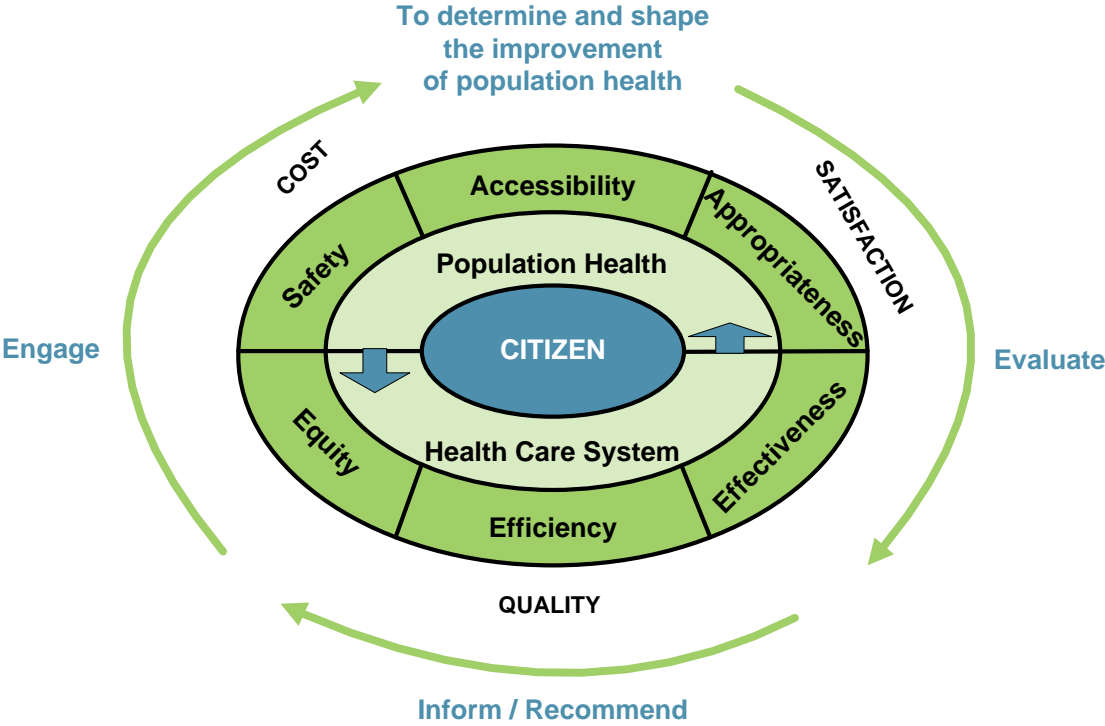 To determine and shape
the improvement
of population health
COST
SATISFACTION
Accessibility
Appropriateness
Safety
Population Health
CITIZEN
Engage
Evaluate
Equity
Health Care System
Effectiveness
Efficiency
QUALITY
Inform / Recommend